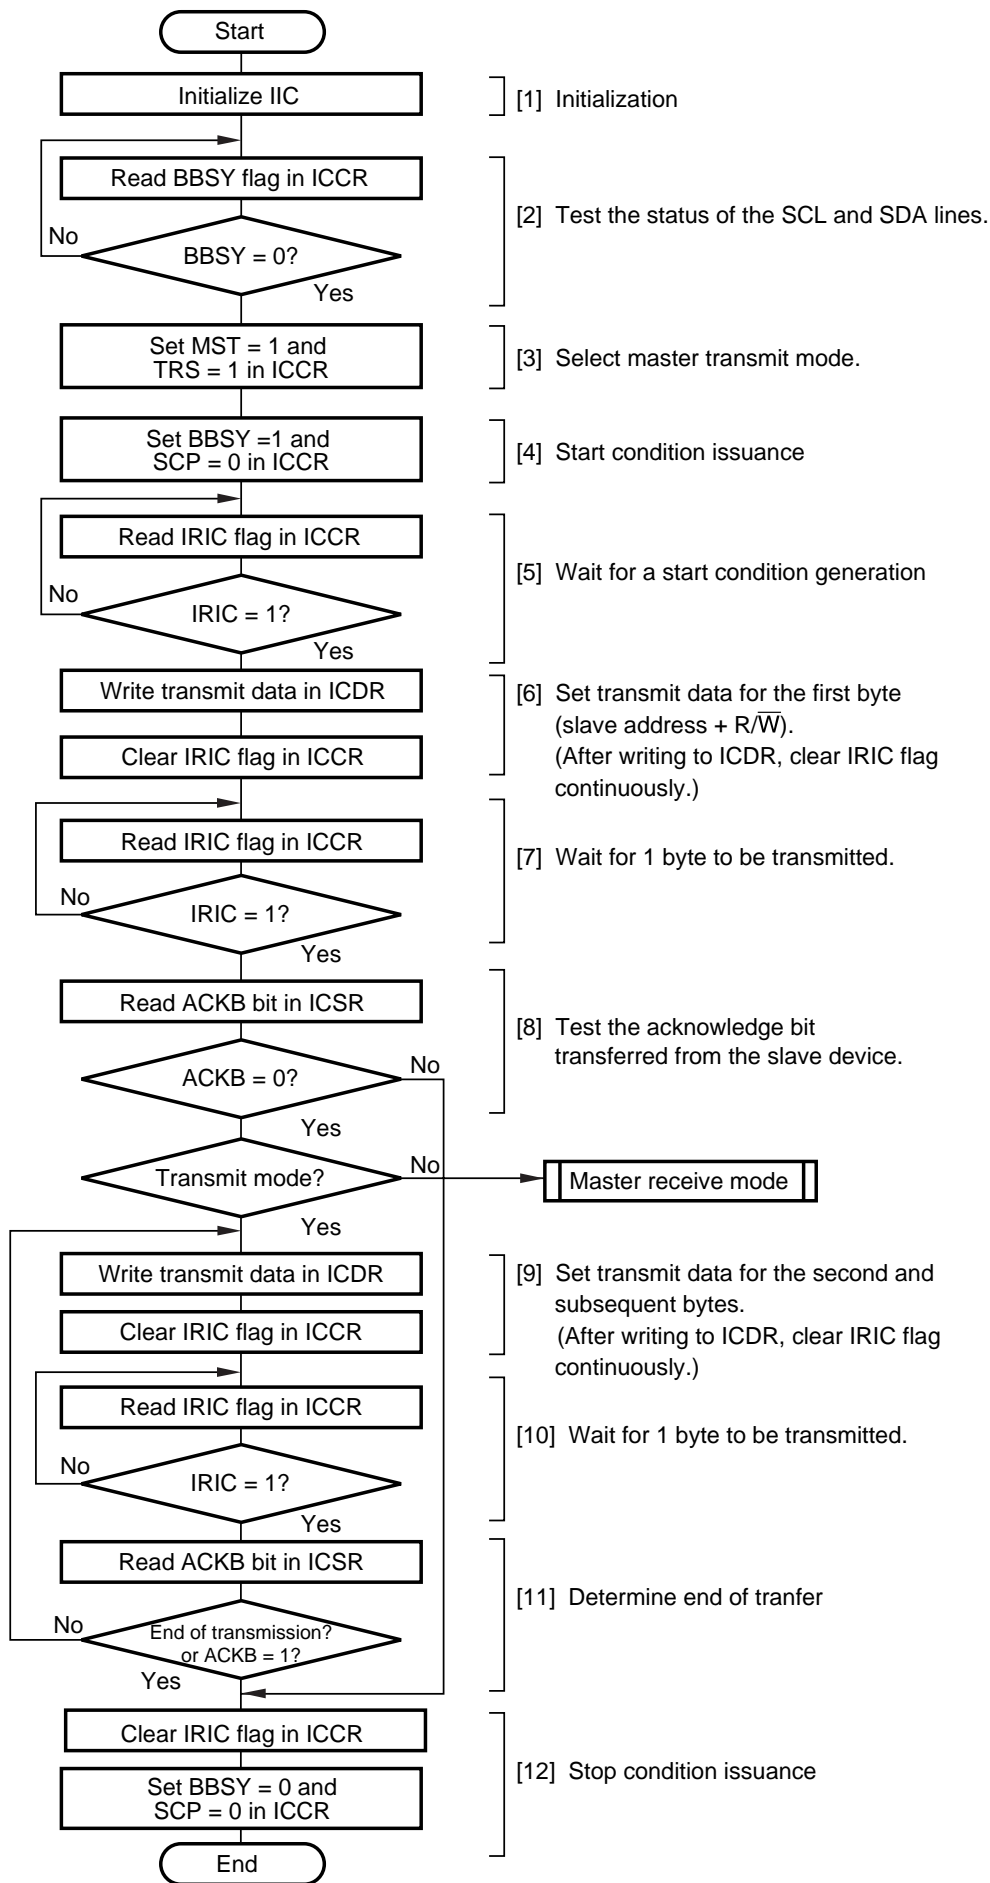 Start
Initialize IIC
[1] Initialization
Read BBSY flag in ICCR
[2] Test the status of the SCL and SDA lines.
No
BBSY = 0?
Yes
Set MST = 1 and
TRS = 1 in ICCR
[3] Select master transmit mode.
Set BBSY =1 and
SCP = 0 in ICCR
[4] Start condition issuance
Read IRIC flag in ICCR
[5] Wait for a start condition generation
No
IRIC = 1?
Yes
Write transmit data in ICDR
Clear IRIC flag in ICCR
[6] Set transmit data for the first byte
(slave address + R/W̅).
(After writing to ICDR, clear IRIC flag
continuously.)
Read IRIC flag in ICCR
[7] Wait for 1 byte to be transmitted.
No
IRIC = 1?
Yes
Read ACKB bit in ICSR
[8] Test the acknowledge bit
transferred from the slave device.
ACKB = 0?
No
Yes
Transmit mode?
No
Master receive mode
Yes
Write transmit data in ICDR
Clear IRIC flag in ICCR
[9] Set transmit data for the second and
subsequent bytes.
(After writing to ICDR, clear IRIC flag
continuously.)
Read IRIC flag in ICCR
[10] Wait for 1 byte to be transmitted.
No
IRIC = 1?
Yes
Read ACKB bit in ICSR
[11] Determine end of tranfer
No
End of transmission?
or ACKB = 1?
Yes
Clear IRIC flag in ICCR
[12] Stop condition issuance
Set BBSY = 0 and
SCP = 0 in ICCR
End